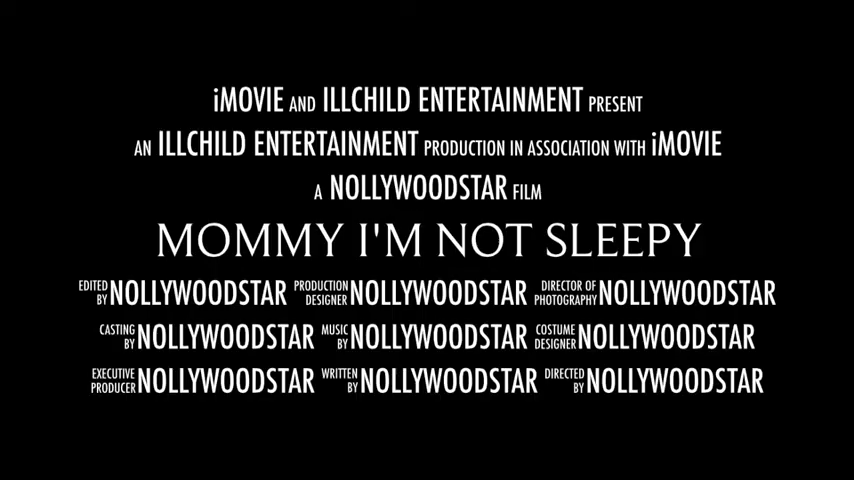 iMOVIE AND ILLCHILD ENTERTAINMENT PRESENT
AN ILLCHILD ENTERTAINMENT PRODUCTION IN ASSOCIATION WITH iMOVIE
A NOLLYWOODSTAR FILM
MOMMY I'M NOT SLEEPY
EDITED BY NOLLYWOODSTAR PRODUCTION DESIGNER NOLLYWOODSTAR DIRECTOR OF PHOTOGRAPHY NOLLYWOODSTAR
CASTING BY NOLLYWOODSTAR MUSIC BY NOLLYWOODSTAR COSTUME DESIGNER NOLLYWOODSTAR
EXECUTIVE PRODUCER NOLLYWOODSTAR WRITTEN BY NOLLYWOODSTAR DIRECTED BY NOLLYWOODSTAR